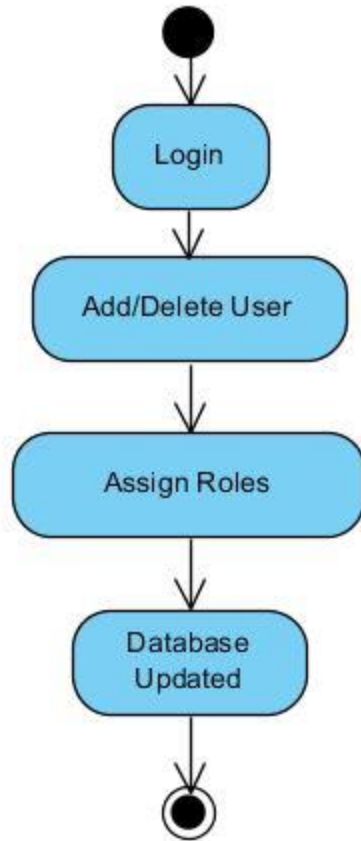 Login
Add/Delete User
Assign Roles
Database
Updated